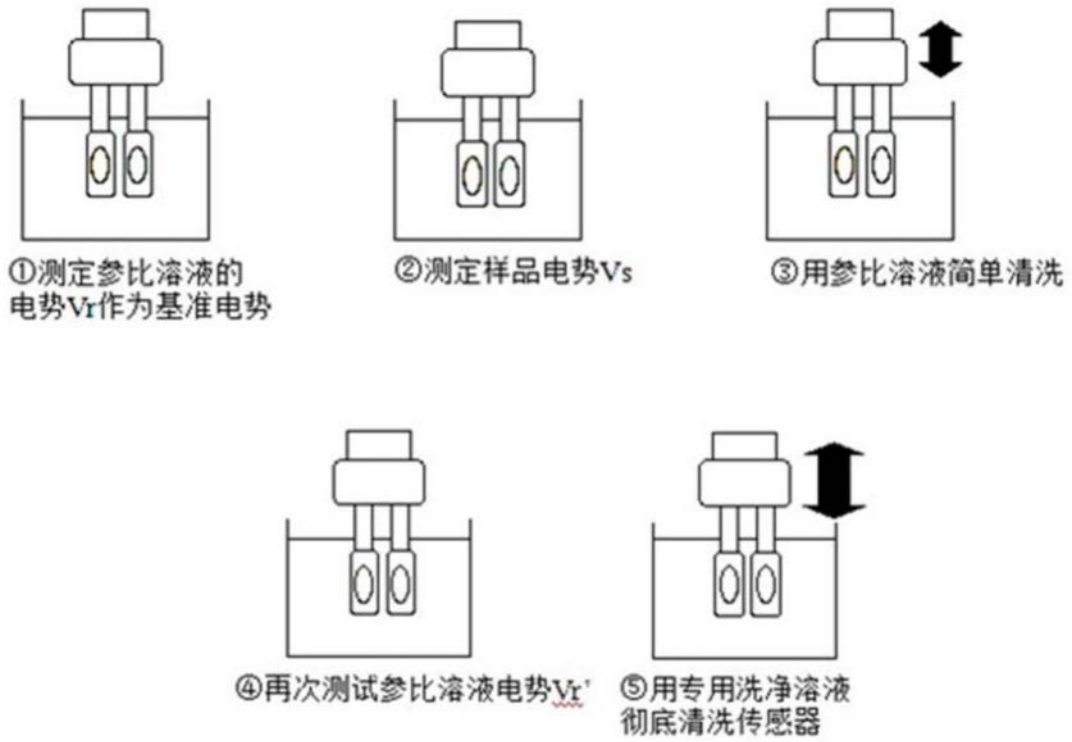 ①测定参比溶液的
电势Vr作为基准电势
②测定样品电势Vs
③用参比溶液简单清洗
④再次测试参比溶液电势Vr'
⑤用专用洗净溶液
彻底清洗传感器